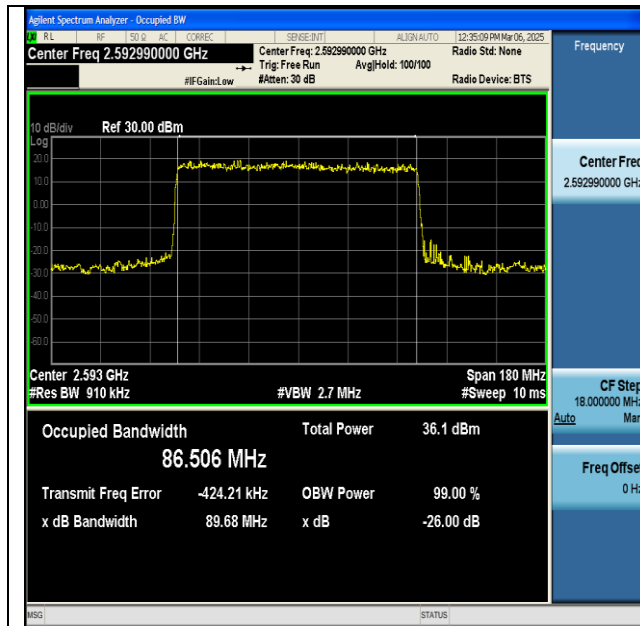 Agilent Spectrum Analyzer - Occupied BW
LXI RL RF 50 Ω AC CORREC SENSE:INT ALIGN AUTO 12:35:09 PM Mar 06, 2025
Center Freq 2.592990000 GHz
Center Freq: 2.592990000 GHz
Radio Std: None
Trig: Free Run Avg|Hold: 100/100
#IFGain:Low #Atten: 30 dB Radio Device: BTS
10 dB/div Ref 30.00 dBm
Log
20.0
10.0
0.00
-10.0
-20.0
-30.0
-40.0
-50.0
-60.0
Center 2.593 GHz Span 180 MHz
#Res BW 910 kHz #VBW 2.7 MHz #Sweep 10 ms
Occupied Bandwidth Total Power 36.1 dBm
86.506 MHz
Transmit Freq Error -424.21 kHz OBW Power 99.00 %
x dB Bandwidth 89.68 MHz x dB -26.00 dB
MSG STATUS
Frequency
Center Freq
2.592990000 GHz
CF Step
18.000000 MHz
Auto Man
Freq Offset
0 Hz